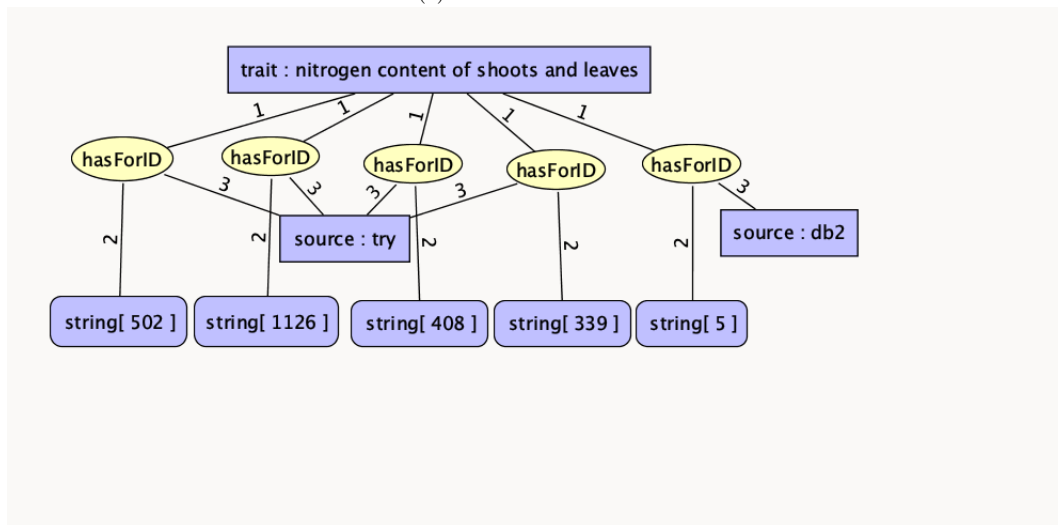 trait : nitrogen content of shoots and leaves
1
1
1
1
1
hasForID
hasForID
hasForID
hasForID
hasForID
3
3
3
3
3
source : try
source : db2
2
2
2
2
2
string[ 502 ]
string[ 1126 ]
string[ 408 ]
string[ 339 ]
string[ 5 ]